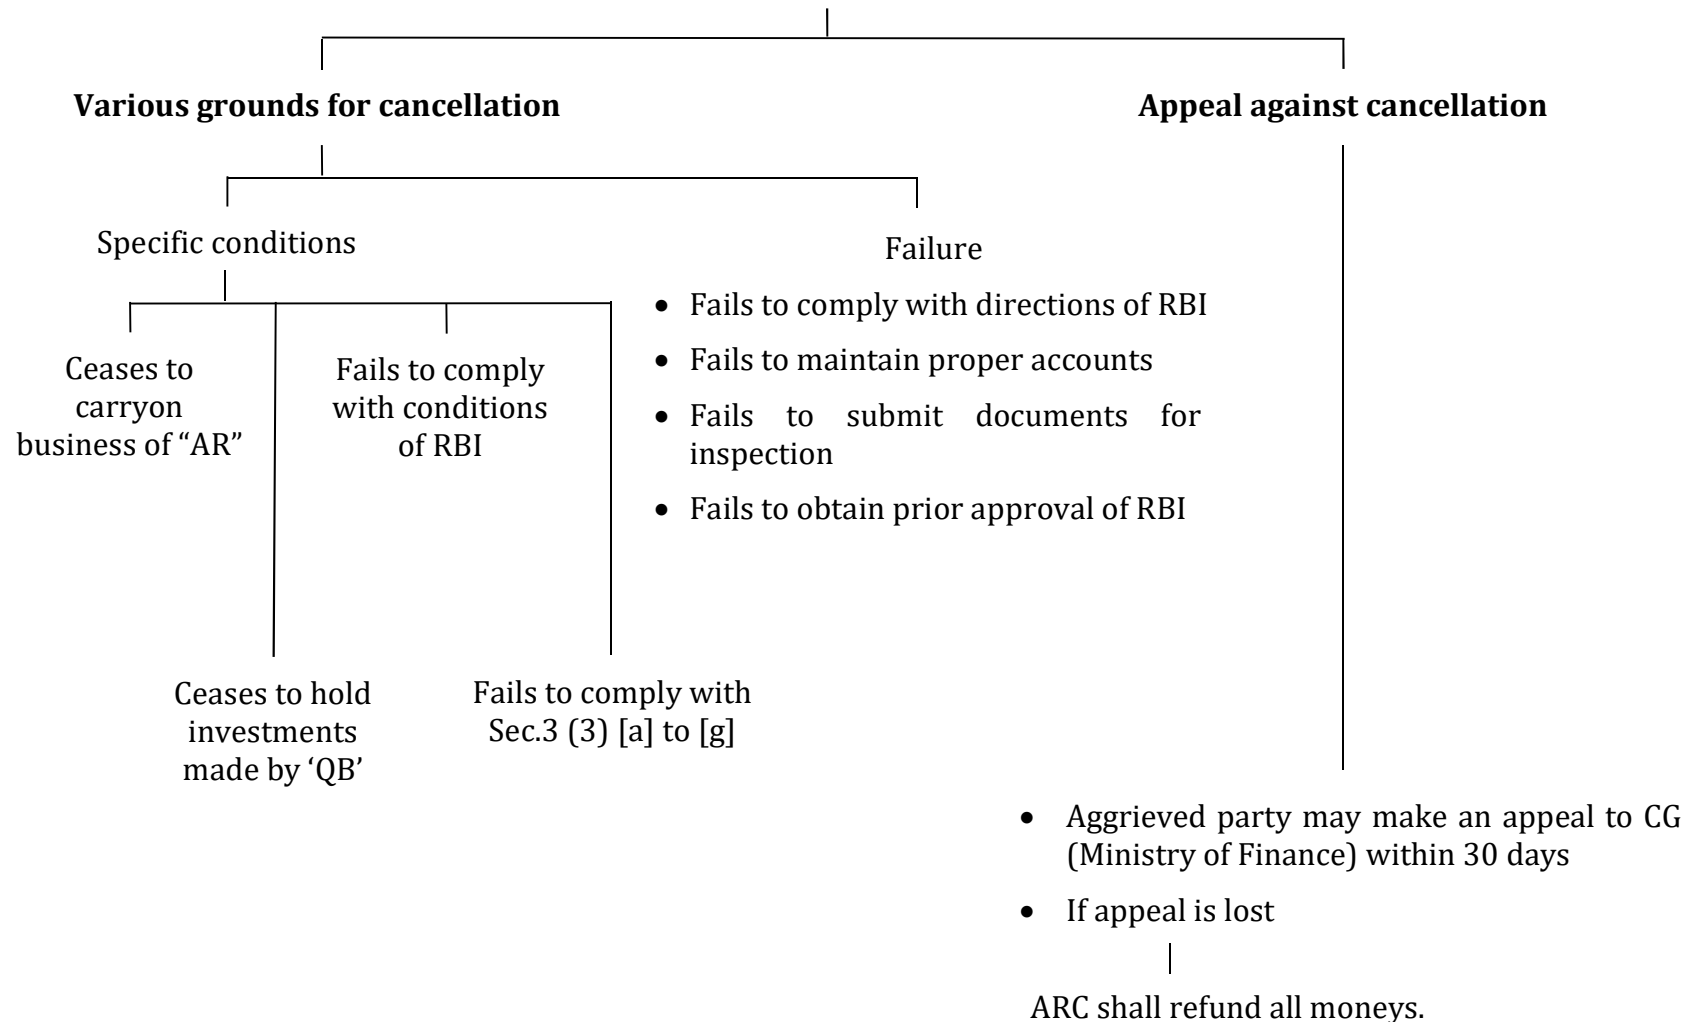 Various grounds for cancellation
Appeal against cancellation
Specific conditions
Failure
Ceases to
carryon
business of “AR”
Fails to comply
with conditions
of RBI
• Fails to comply with directions of RBI
• Fails to maintain proper accounts
• Fails to submit documents for
inspection
• Fails to obtain prior approval of RBI
Ceases to hold
investments
made by ‘QB’
Fails to comply with
Sec.3 (3) [a] to [g]
• Aggrieved party may make an appeal to CG
(Ministry of Finance) within 30 days
• If appeal is lost
ARC shall refund all moneys.